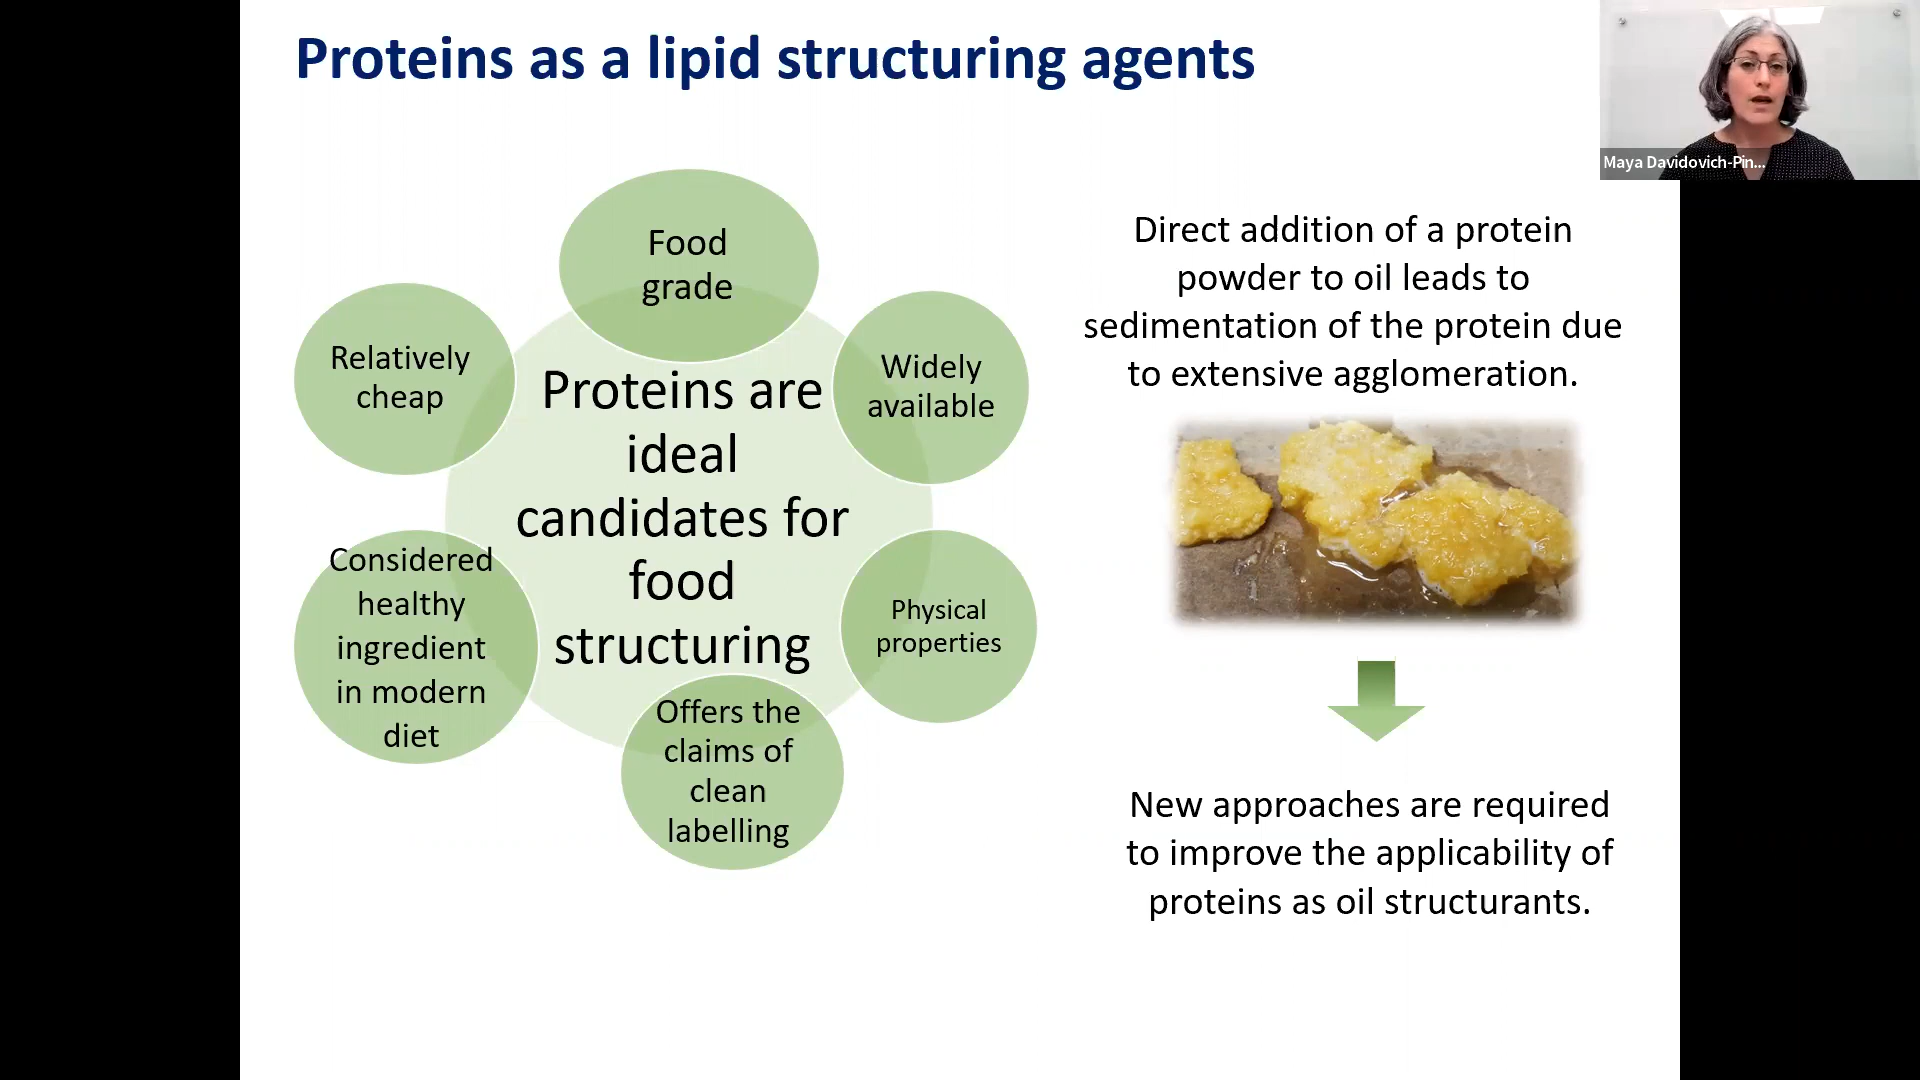 Proteins as a lipid structuring agents
Maya Davidovich-Pin...
Food
grade
Relatively
cheap
Widely
available
Proteins are
ideal
candidates for
food
structuring
Considered
healthy
ingredient
in modern
diet
Physical
properties
Offers the
claims of
clean
labelling
Direct addition of a protein
powder to oil leads to
sedimentation of the protein due
to extensive agglomeration.
New approaches are required
to improve the applicability of
proteins as oil structurants.